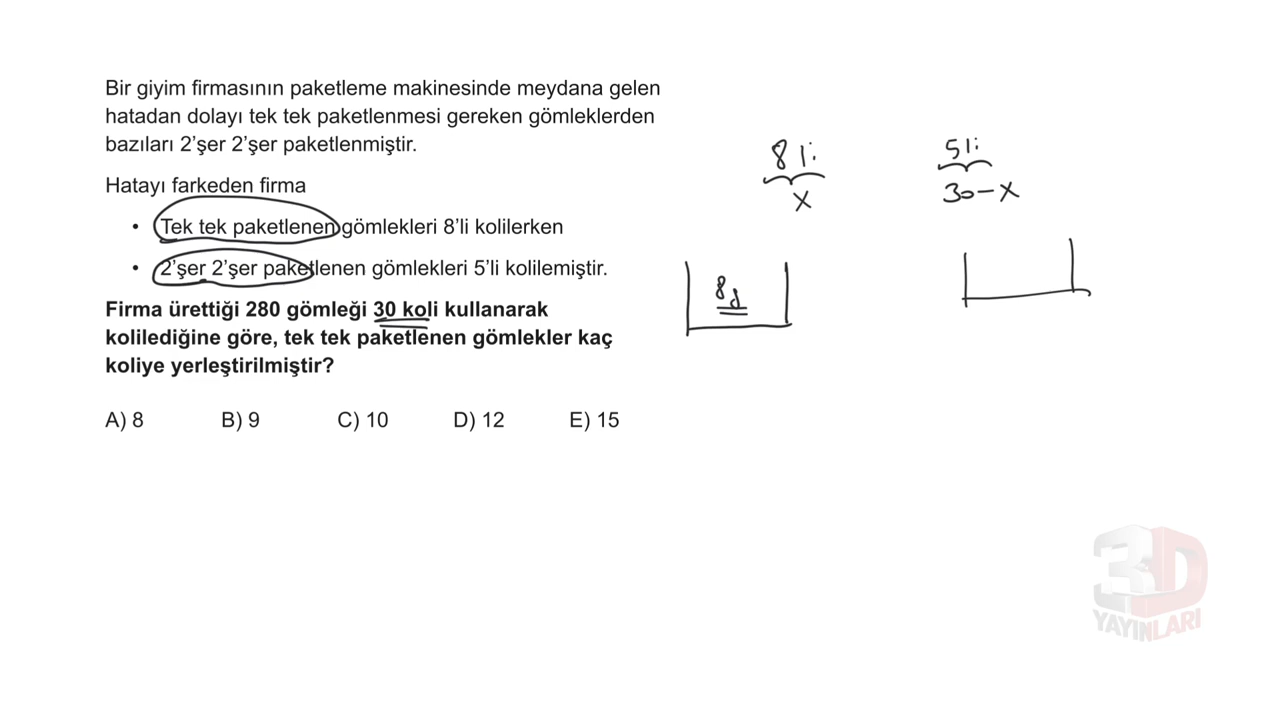 Bir giyim firmasının paketleme makinesinde meydana gelen
hatadan dolayı tek tek paketlenmesi gereken gömleklerden
bazıları 2’şer 2’şer paketlenmiştir.
Hatayı farkeden firma
• Tek tek paketlenen gömlekleri 8’li kolilerken
• 2’şer 2’şer paketlenen gömlekleri 5’li kolilemiştir.
Firma ürettiği 280 gömleği 30 koli kullanarak
kolilediğine göre, tek tek paketlenen gömlekler kaç
koliye yerleştirilmiştir?
A) 8 B) 9 C) 10 D) 12 E) 15
8li 5li
x 30-x
8g
3D
YAYINLARI